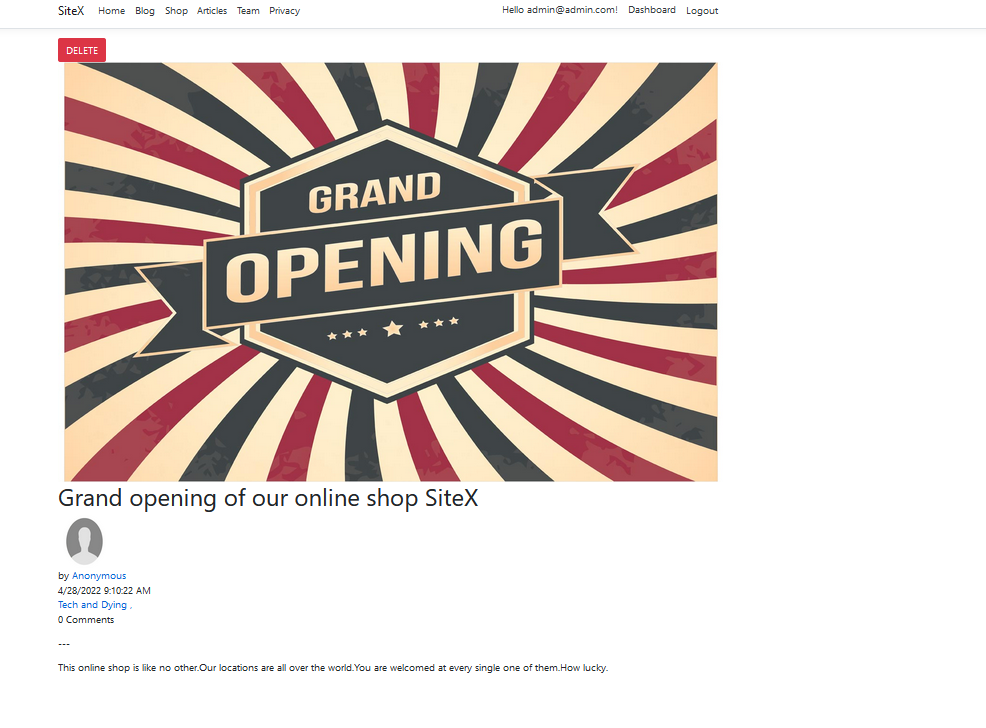 SiteX Home Blog Shop Articles Team Privacy Hello admin@admin.com! Dashboard Logout
DELETE
GRAND
OPENING
Grand opening of our online shop SiteX
by Anonymous
4/28/2022 9:10:22 AM
Tech and Dying ,
0 Comments
---
This online shop is like no other.Our locations are all over the world.You are welcomed at every single one of them.How lucky.